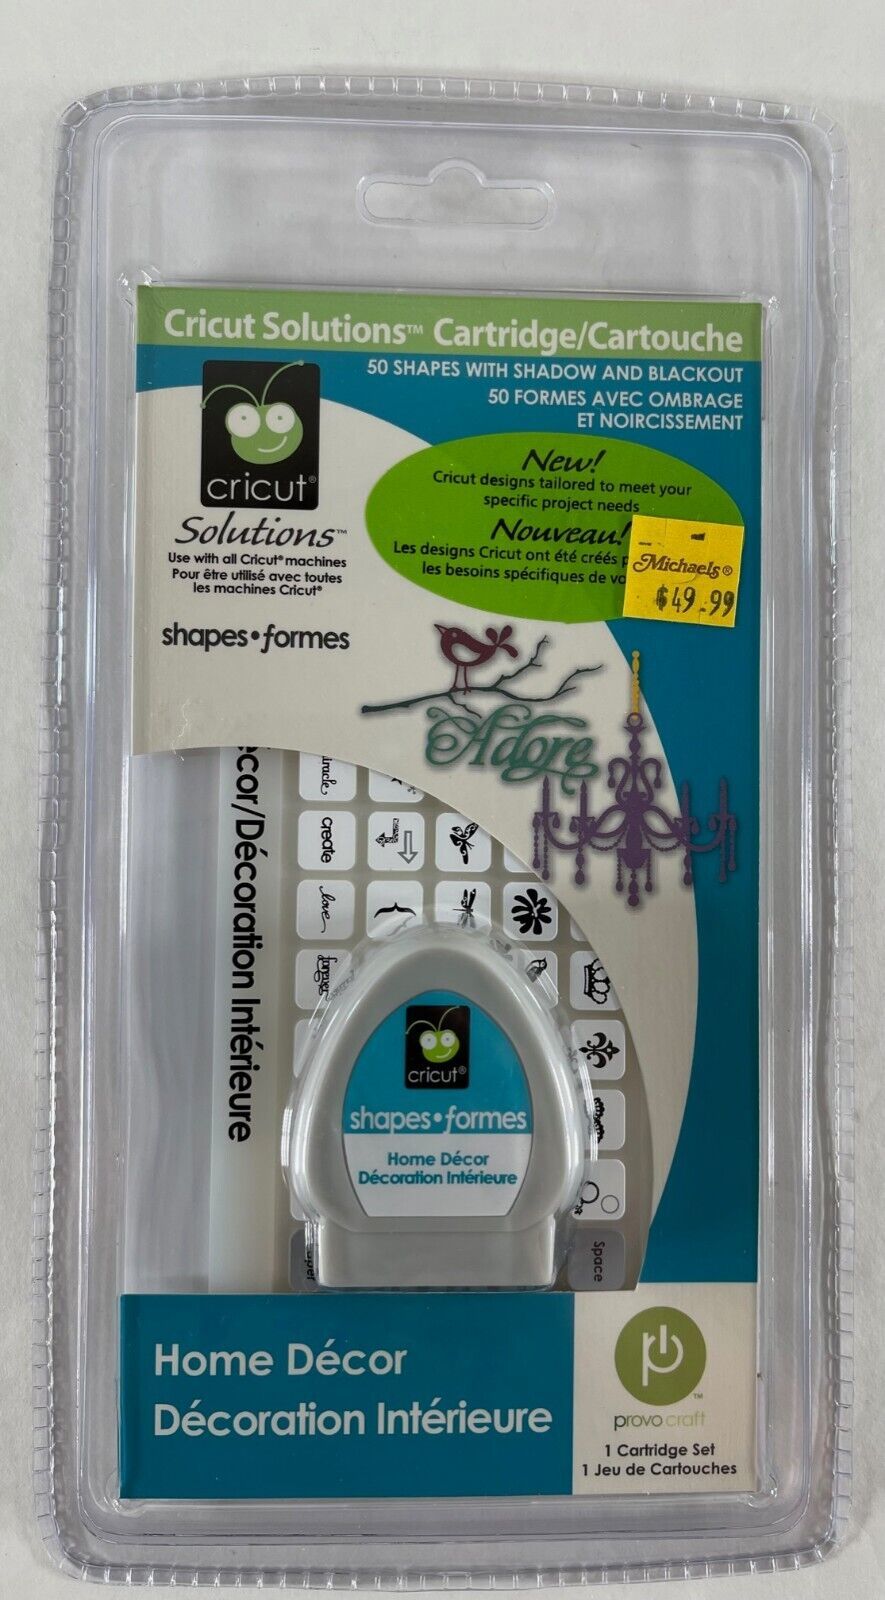 Cricut Solutions™ Cartridge/Cartouche
50 SHAPES WITH SHADOW AND BLACKOUT
50 FORMES AVEC OMBRAGE
ET NOIRCISSEMENT
cricut®
Solutions™
Use with all Cricut® machines
Pour être utilisé avec toutes
les machines Cricut®
shapes•formes
New!
Cricut designs tailored to meet your
specific project needs
Nouveau!
Les designs Cricut ont été créés
les besoins spécifiques de
Michaels®
$49.99
Adore
écor/Décoration Intérieure
create
love
forever
Space
cricut®
shapes•formes
Home Décor
Décoration Intérieure
Home Décor
Décoration Intérieure
provo craft™
1 Cartridge Set
1 Jeu de Cartouches